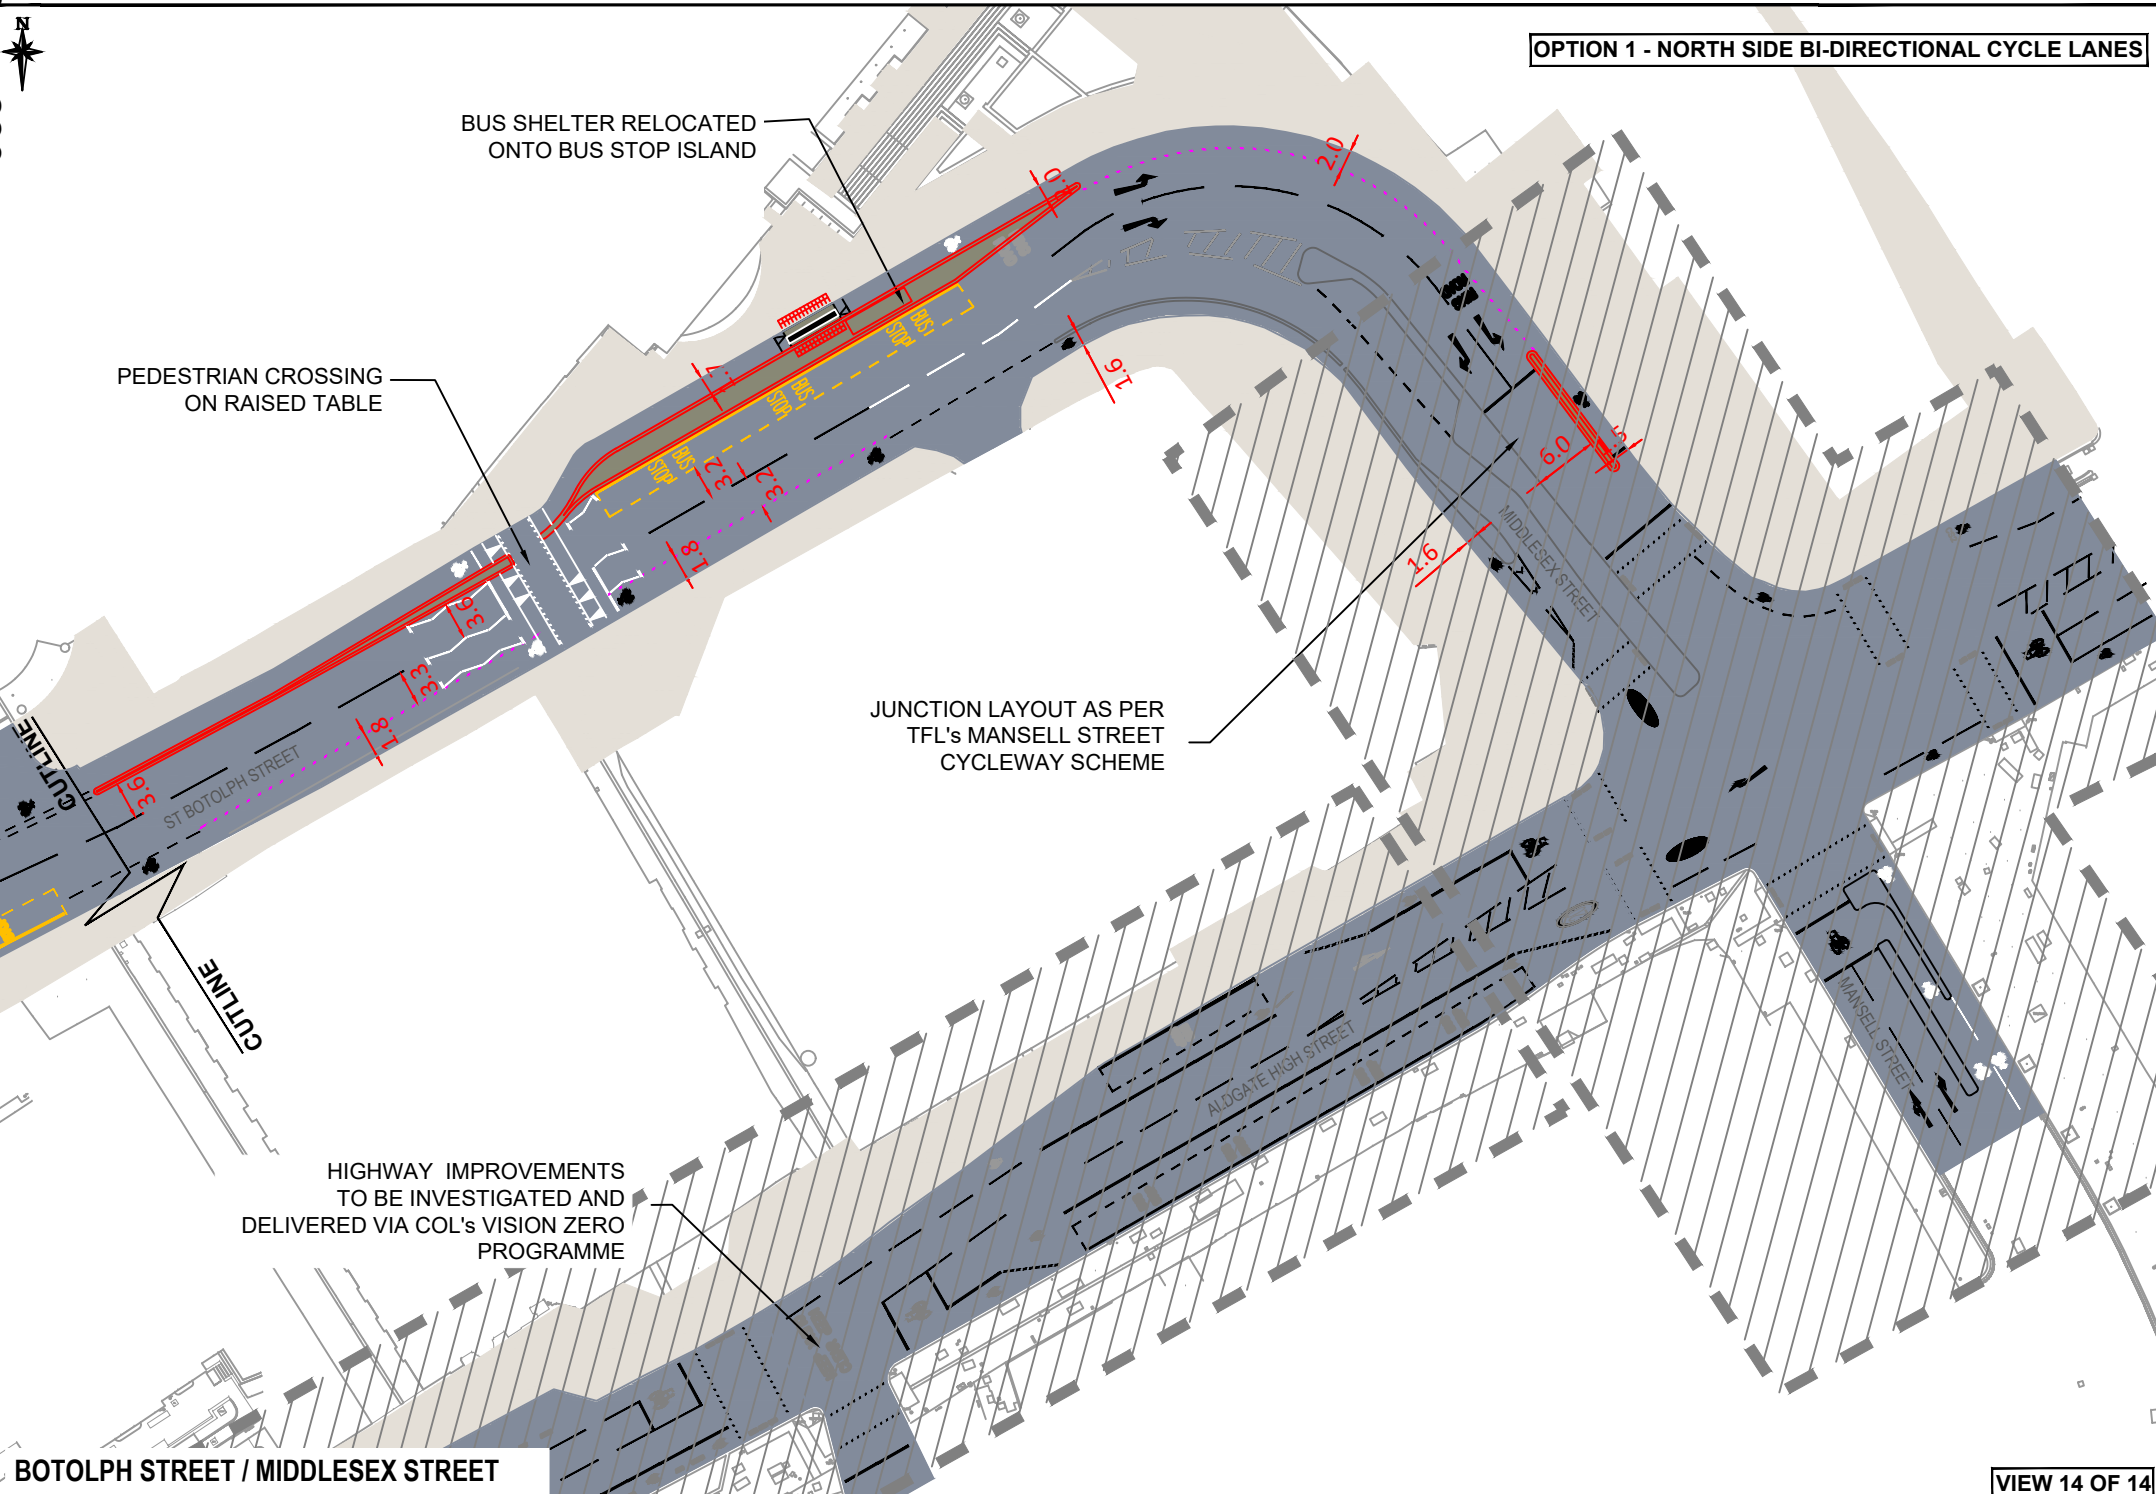 N
OPTION 1 - NORTH SIDE BI-DIRECTIONAL CYCLE LANES
BUS SHELTER RELOCATED
ONTO BUS STOP ISLAND
2.0
BUS
STOP
1.6
PEDESTRIAN CROSSING
ON RAISED TABLE
BUS
STOP
BUS
STOP
3.2
3.2
6.0
MIDDLESEX STREET
1.8
1.6
3.6
3.3
1.8
JUNCTION LAYOUT AS PER
TFL's MANSELL STREET
CYCLEWAY SCHEME
CUTLINE
3.6
ST BOTOLPH STREET
CUTLINE
MANSELL STREET
ALDGATE HIGH STREET
HIGHWAY IMPROVEMENTS
TO BE INVESTIGATED AND
DELIVERED VIA COL's VISION ZERO
PROGRAMME
BOTOLPH STREET / MIDDLESEX STREET
VIEW 14 OF 14